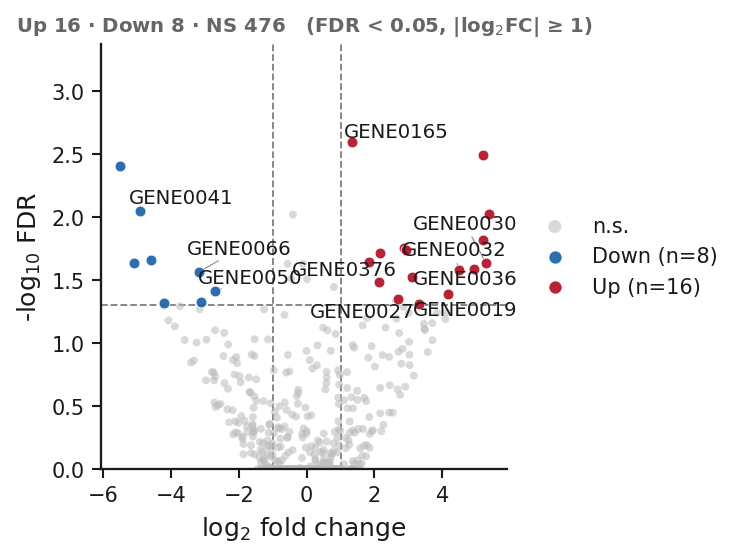 Up 16 · Down 8 · NS 476 (FDR < 0.05, |log₂FC| ≥ 1)
3.0
2.5
2.0
1.5
1.0
0.5
0.0
-log₁₀ FDR
GENE0165
GENE0041
GENE0030
GENE0066
GENE0032
GENE0376
GENE0050
GENE0036
GENE0027
GENE0019
n.s.
Down (n=8)
Up (n=16)
−6
−4
−2
0
2
4
log₂ fold change